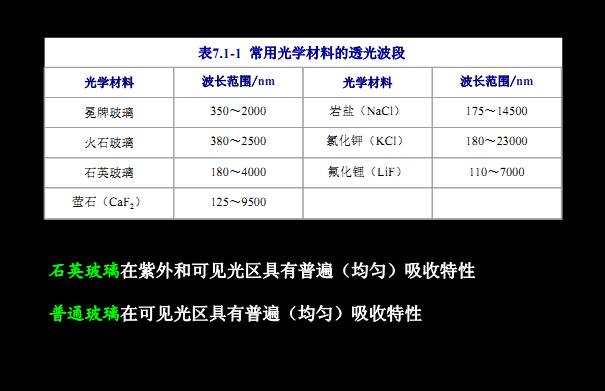 表7.1-1 常用光学材料的透光波段
光学材料 波长范围/nm 光学材料 波长范围/nm
冕牌玻璃 350～2000 岩盐（NaCl） 175～14500
火石玻璃 380～2500 氯化钾（KCl） 180～23000
石英玻璃 180～4000 氟化锂（LiF） 110～7000
萤石（CaF₂） 125～9500
石英玻璃在紫外和可见光区具有普遍（均匀）吸收特性
普通玻璃在可见光区具有普遍（均匀）吸收特性